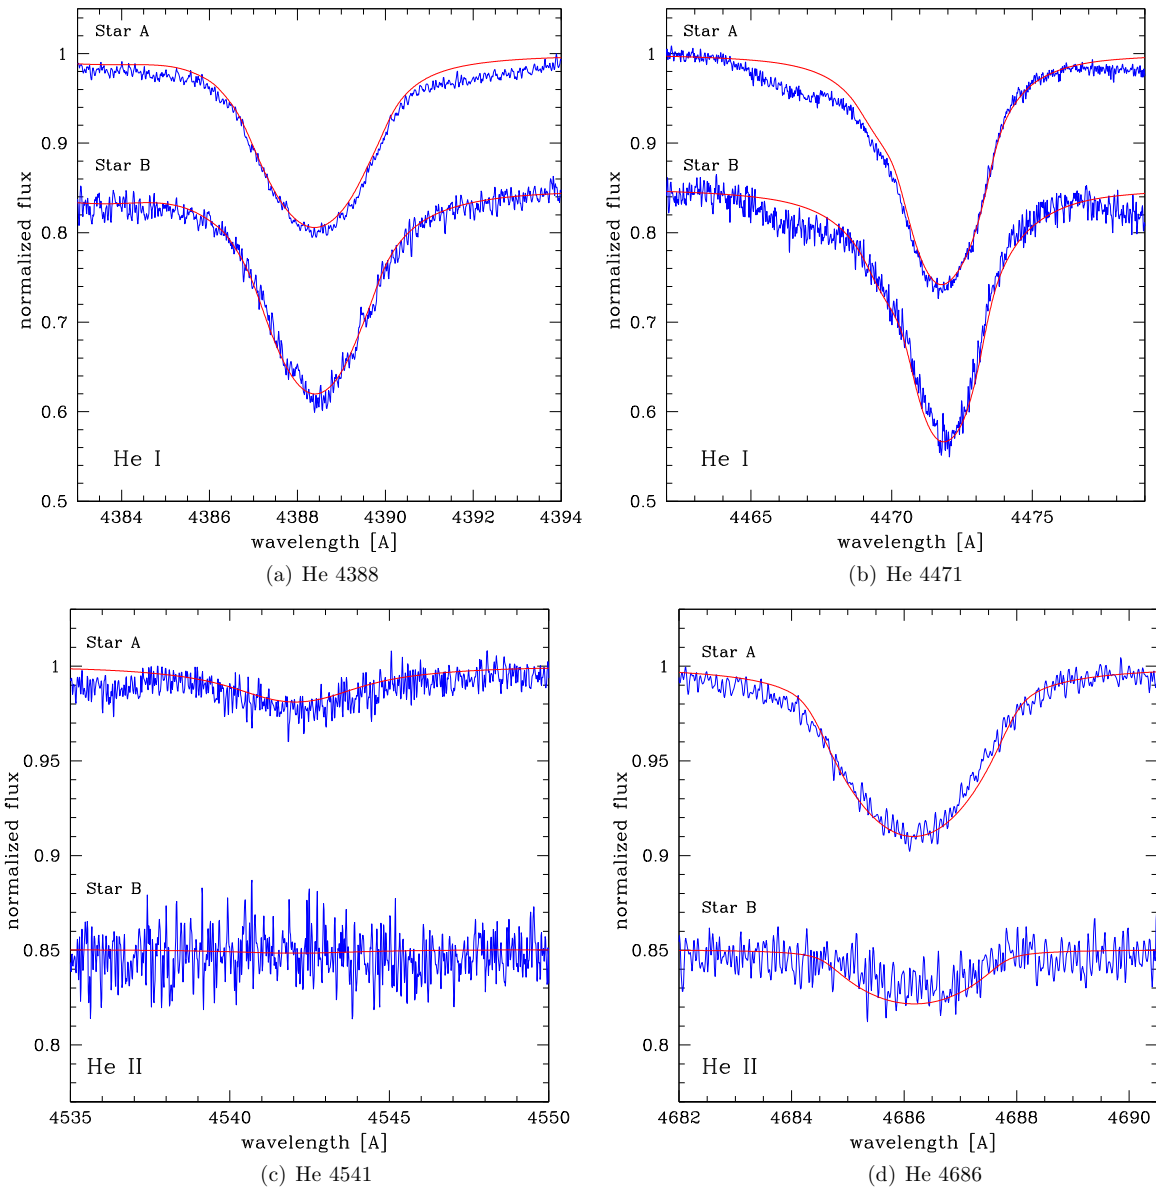 Star A
Star B
He I
normalized flux
1
0.9
0.8
0.7
0.6
0.5
4384 4386 4388 4390 4392 4394
wavelength [A]
(a) He 4388
Star A
Star B
He I
normalized flux
1
0.9
0.8
0.7
0.6
0.5
4465 4470 4475
wavelength [A]
(b) He 4471
Star A
Star B
He II
normalized flux
1
0.95
0.9
0.85
0.8
4535 4540 4545 4550
wavelength [A]
(c) He 4541
Star A
Star B
He II
normalized flux
1
0.95
0.9
0.85
0.8
4682 4684 4686 4688 4690
wavelength [A]
(d) He 4686